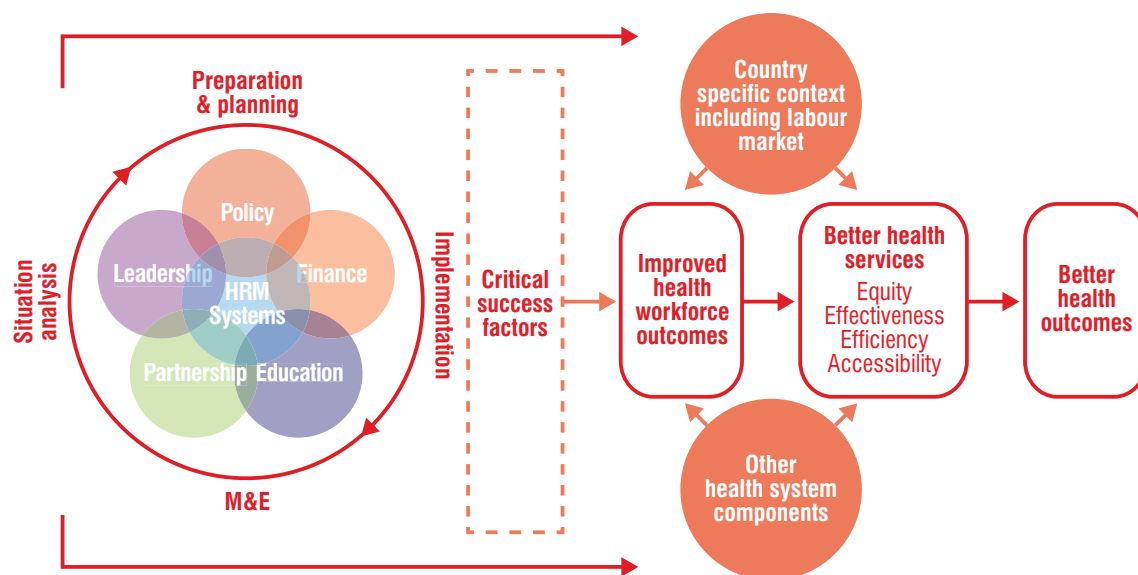 Preparation
& planning
Situation
analysis
Implementation
M&E
Policy
Leadership
Finance
HRM
Systems
Partnership
Education
Critical
success
factors
Country
specific context
including labour
market
Improved
health
workforce
outcomes
Better health
services
Equity
Effectiveness
Efficiency
Accessibility
Better
health
outcomes
Other
health system
components